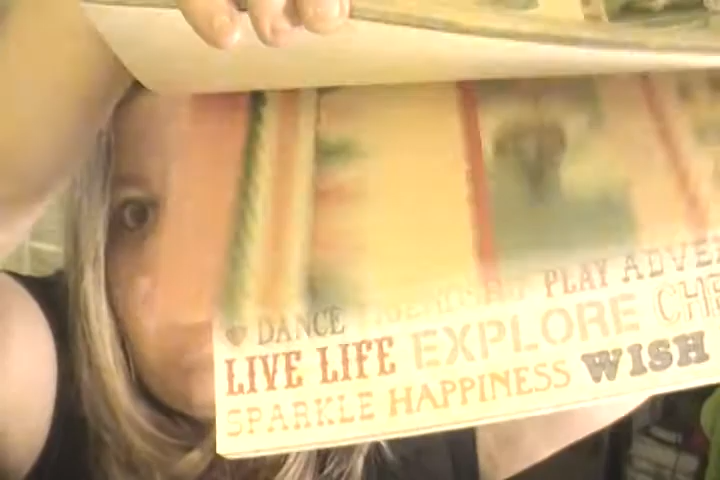 DANCE PLAY ADVE
LIVE LIFE EXPLORE CH
SPARKLE HAPPINESS WISH